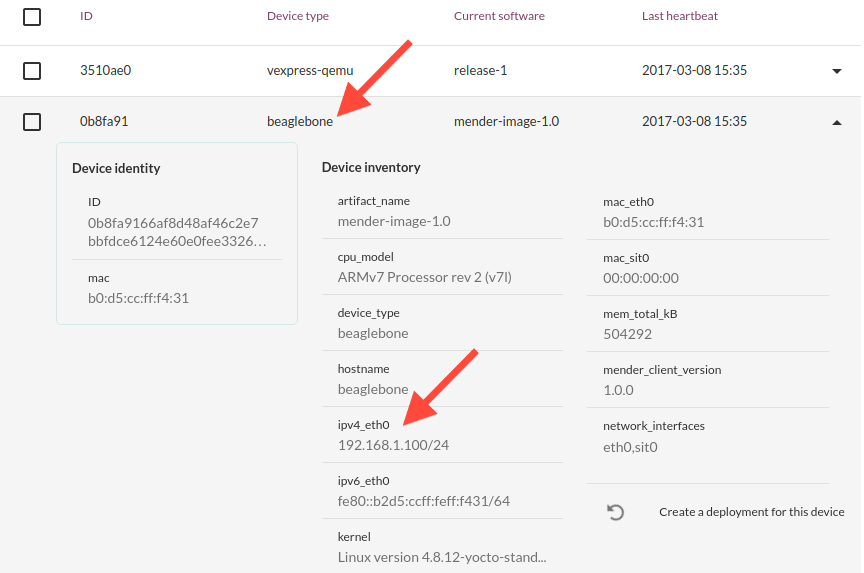 ID Device type Current software Last heartbeat
3510ae0 vexpress-qemu release-1 2017-03-08 15:35
0b8fa91 beaglebone mender-image-1.0 2017-03-08 15:35
Device identity
ID
0b8fa9166af8d48af46c2e7
bbfdce6124e60e0fee3326...
mac
b0:d5:cc:ff:f4:31
Device inventory
artifact_name
mender-image-1.0
cpu_model
ARMv7 Processor rev 2 (v7l)
device_type
beaglebone
hostname
beaglebone
ipv4_eth0
192.168.1.100/24
ipv6_eth0
fe80::b2d5:ccff:feff:f431/64
kernel
Linux version 4.8.12-yocto-stand...
mac_eth0
b0:d5:cc:ff:f4:31
mac_sit0
00:00:00:00
mem_total_kB
504292
mender_client_version
1.0.0
network_interfaces
eth0,sit0
Create a deployment for this device